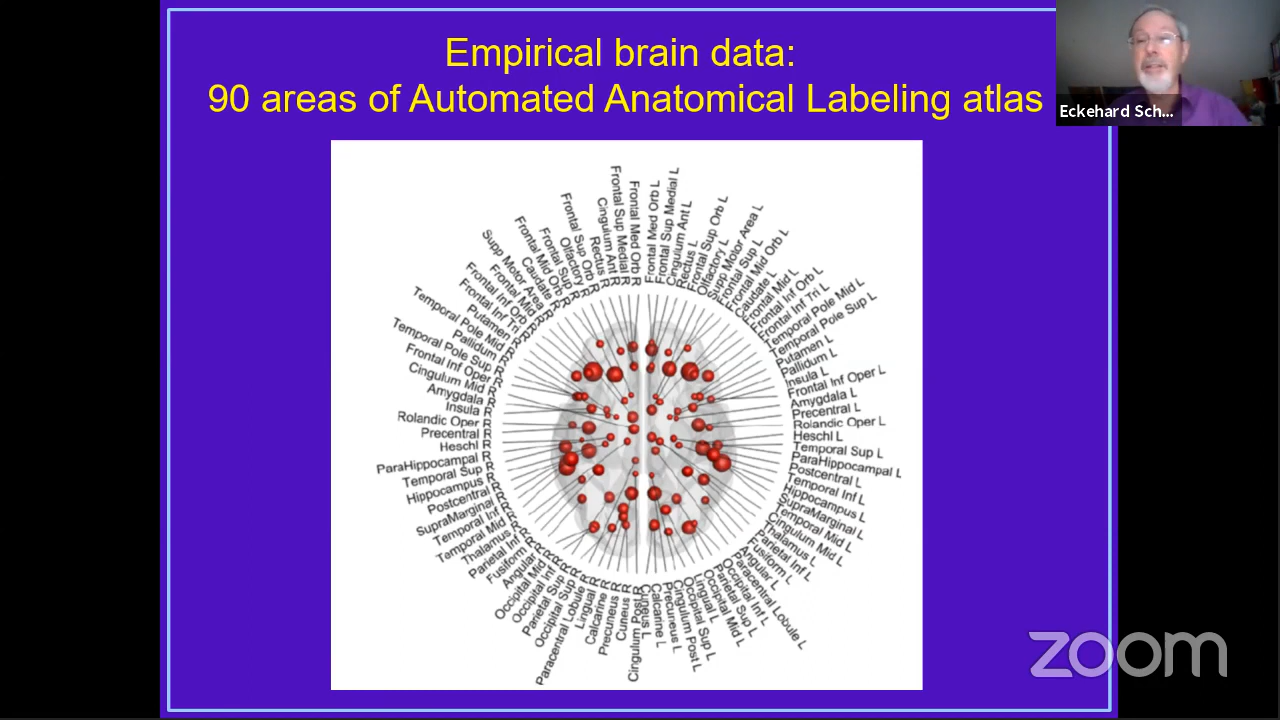 Empirical brain data:
90 areas of Automated Anatomical Labeling atlas
Eckehard Sch...
Frontal Med Orb L
Frontal Sup Medial L
Cingulum Ant L
Rectus L
Frontal Sup Orb L
Olfactory L
Supp Motor Area L
Frontal Sup L
Frontal Mid Orb L
Caudate L
Frontal Mid L
Frontal Inf Orb L
Frontal Inf Tri L
Temporal Pole Mid L
Temporal Pole Sup L
Putamen L
Pallidum L
Insula L
Frontal Inf Oper L
Amygdala L
Precentral L
Rolandic Oper L
Heschl L
Temporal Sup L
ParaHippocampal L
Postcentral L
Temporal Inf L
Hippocampus L
SupraMarginal L
Temporal Mid L
Cingulum Mid L
Thalamus L
Parietal Inf L
Fusiform L
Angular L
Paracentral Lobule L
Occipital Inf L
Parietal Sup L
Occipital Mid L
Lingual L
Occipital Sup L
Cingulum Post L
Precuneus L
Calcarine L
Cuneus L
Cingulum Post R
Cuneus R
Precuneus R
Calcarine R
Lingual R
Paracentral Lobule R
Occipital Sup R
Parietal Sup R
Occipital Inf R
Occipital Mid R
Angular R
Fusiform R
Parietal Inf R
Thalamus R
Temporal Mid R
Temporal Inf R
SupraMarginal R
Postcentral R
Hippocampus R
Temporal Sup R
ParaHippocampal R
Heschl R
Precentral R
Rolandic Oper R
Insula R
Amygdala R
Cingulum Mid R
Frontal Inf Oper R
Temporal Pole Sup R
Pallidum R
Temporal Pole Mid R
Putamen R
Frontal Inf Tri R
Frontal Inf Orb R
Frontal Mid R
Supp Motor Area R
Caudate R
Frontal Mid Orb R
Frontal Sup R
Olfactory R
Frontal Sup Orb R
Rectus R
Cingulum Ant R
Frontal Sup Medial R
Frontal Med Orb R
zoom